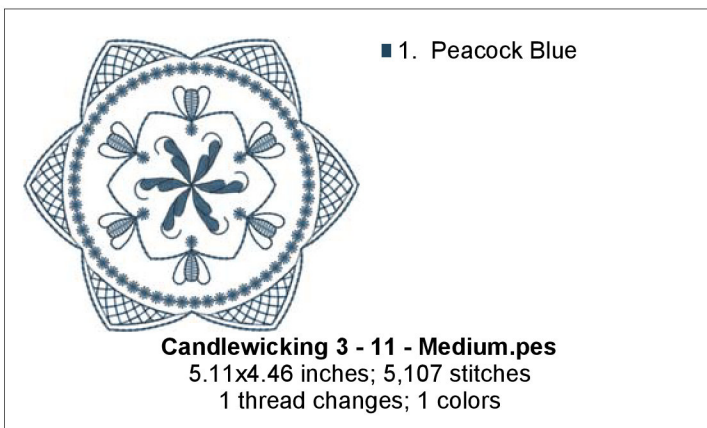 1. Peacock Blue
Candlewicking 3 - 11 - Medium.pes
5.11x4.46 inches; 5,107 stitches
1 thread changes; 1 colors